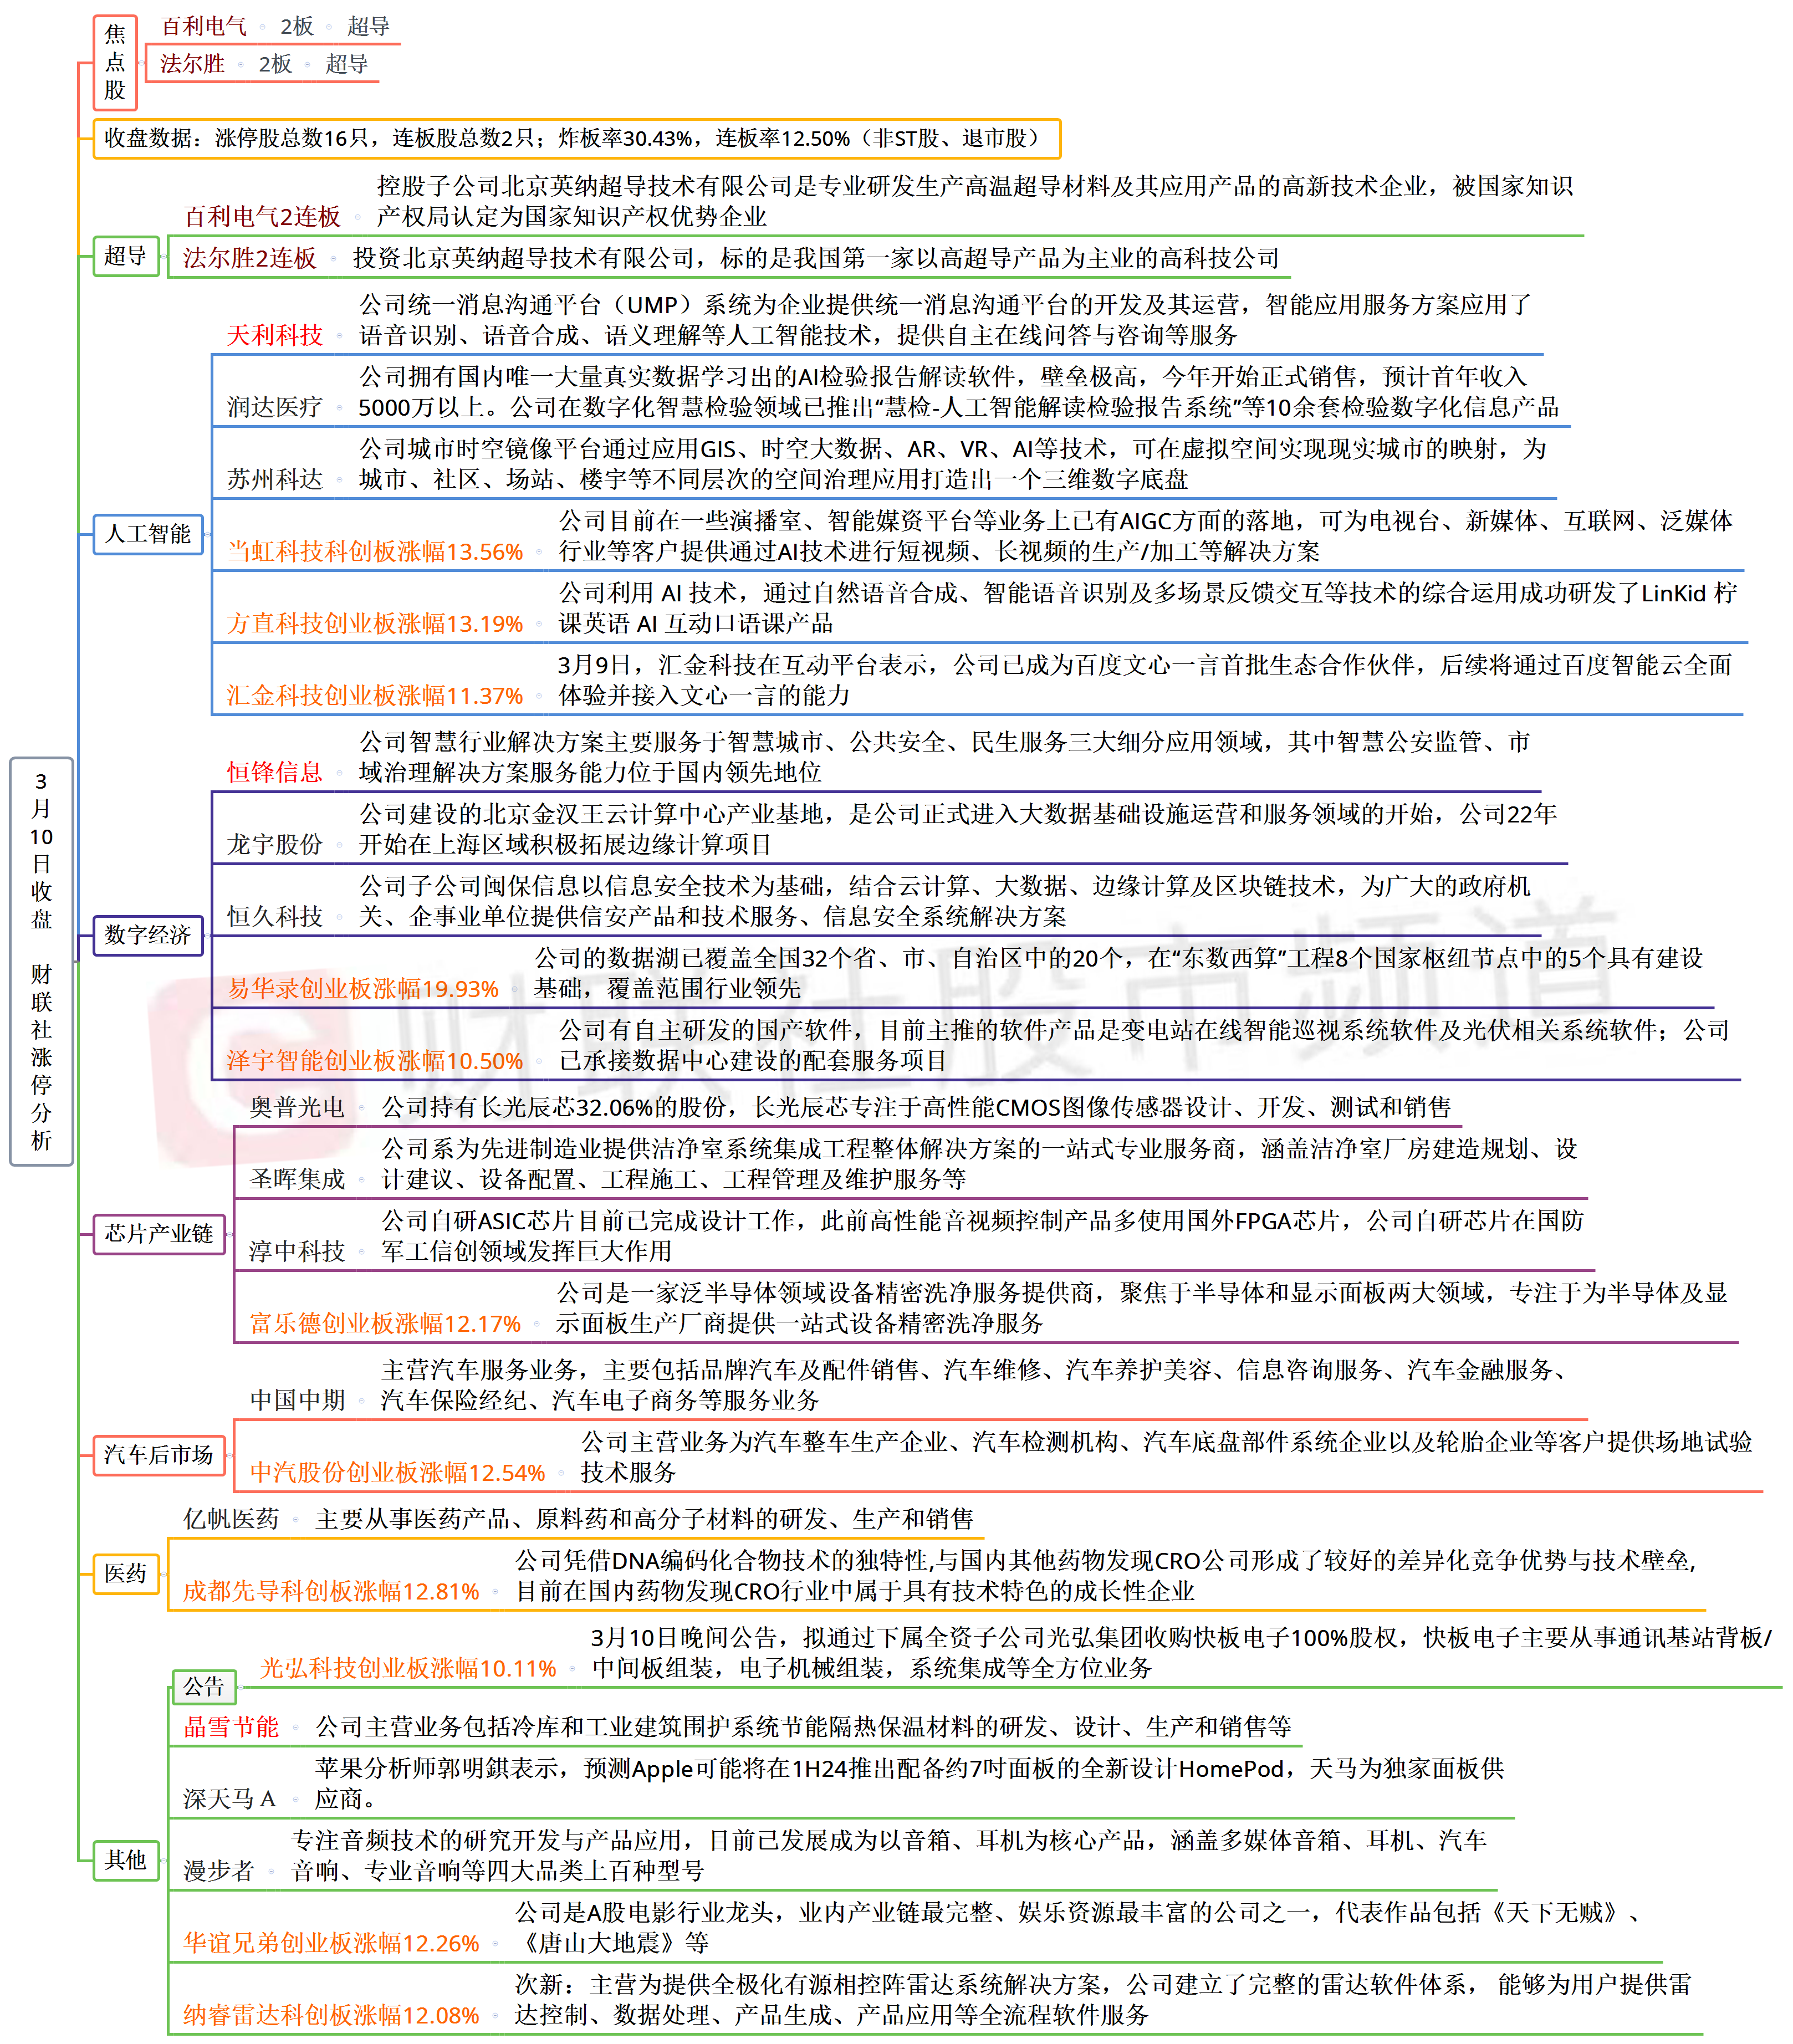 焦
点
股
百利电气 2板 超导
法尔胜 2板 超导
收盘数据：涨停股总数16只，连板股总数2只；炸板率30.43%，连板率12.50%（非ST股、退市股）
超导
百利电气2连板
控股子公司北京英纳超导技术有限公司是专业研发生产高温超导材料及其应用产品的高新技术企业，被国家知识
产权局认定为国家知识产权优势企业
法尔胜2连板 投资北京英纳超导技术有限公司，标的是我国第一家以高超导产品为主业的高科技公司
人工智能
天利科技
公司统一消息沟通平台（UMP）系统为企业提供统一消息沟通平台的开发及其运营，智能应用服务方案应用了
语音识别、语音合成、语义理解等人工智能技术，提供自主在线问答与咨询等服务
润达医疗
公司拥有国内唯一大量真实数据学习出的AI检验报告解读软件，壁垒极高，今年开始正式销售，预计首年收入
5000万以上。公司在数字化智慧检验领域已推出“慧检-人工智能解读检验报告系统”等10余套检验数字化信息产品
苏州科达
公司城市时空镜像平台通过应用GIS、时空大数据、AR、VR、AI等技术，可在虚拟空间实现现实城市的映射，为
城市、社区、场站、楼宇等不同层次的空间治理应用打造出一个三维数字底盘
当虹科技科创板涨幅13.56%
公司目前在一些演播室、智能媒资平台等业务上已有AIGC方面的落地，可为电视台、新媒体、互联网、泛媒体
行业等客户提供通过AI技术进行短视频、长视频的生产/加工等解决方案
方直科技创业板涨幅13.19%
公司利用 AI 技术，通过自然语音合成、智能语音识别及多场景反馈交互等技术的综合运用成功研发了LinKid 柠
课英语 AI 互动口语课产品
汇金科技创业板涨幅11.37%
3月9日，汇金科技在互动平台表示，公司已成为百度文心一言首批生态合作伙伴，后续将通过百度智能云全面
体验并接入文心一言的能力
3
月
10
日
收
盘
财
联
社
涨
停
分
析
数字经济
恒锋信息
公司智慧行业解决方案主要服务于智慧城市、公共安全、民生服务三大细分应用领域，其中智慧公安监管、市
域治理解决方案服务能力位于国内领先地位
龙宇股份
公司建设的北京金汉王云计算中心产业基地，是公司正式进入大数据基础设施运营和服务领域的开始，公司22年
开始在上海区域积极拓展边缘计算项目
恒久科技
公司子公司闽保信息以信息安全技术为基础，结合云计算、大数据、边缘计算及区块链技术，为广大的政府机
关、企事业单位提供信安产品和技术服务、信息安全系统解决方案
易华录创业板涨幅19.93%
公司的数据湖已覆盖全国32个省、市、自治区中的20个，在“东数西算”工程8个国家枢纽节点中的5个具有建设
基础，覆盖范围行业领先
泽宇智能创业板涨幅10.50%
公司有自主研发的国产软件，目前主推的软件产品是变电站在线智能巡视系统软件及光伏相关系统软件；公司
已承接数据中心建设的配套服务项目
财联社股市频道
芯片产业链
奥普光电 公司持有长光辰芯32.06%的股份，长光辰芯专注于高性能CMOS图像传感器设计、开发、测试和销售
圣晖集成
公司系为先进制造业提供洁净室系统集成工程整体解决方案的一站式专业服务商，涵盖洁净室厂房建造规划、设
计建议、设备配置、工程施工、工程管理及维护服务等
淳中科技
公司自研ASIC芯片目前已完成设计工作，此前高性能音视频控制产品多使用国外FPGA芯片，公司自研芯片在国防
军工信创领域发挥巨大作用
富乐德创业板涨幅12.17%
公司是一家泛半导体领域设备精密洗净服务提供商，聚焦于半导体和显示面板两大领域，专注于为半导体及显
示面板生产厂商提供一站式设备精密洗净服务
汽车后市场
中国中期
主营汽车服务业务，主要包括品牌汽车及配件销售、汽车维修、汽车养护美容、信息咨询服务、汽车金融服务、
汽车保险经纪、汽车电子商务等服务业务
中汽股份创业板涨幅12.54%
公司主营业务为汽车整车生产企业、汽车检测机构、汽车底盘部件系统企业以及轮胎企业等客户提供场地试验
技术服务
医药
亿帆医药 主要从事医药产品、原料药和高分子材料的研发、生产和销售
成都先导科创板涨幅12.81%
公司凭借DNA编码化合物技术的独特性,与国内其他药物发现CRO公司形成了较好的差异化竞争优势与技术壁垒,
目前在国内药物发现CRO行业中属于具有技术特色的成长性企业
其他
公告
光弘科技创业板涨幅10.11%
3月10日晚间公告，拟通过下属全资子公司光弘集团收购快板电子100%股权，快板电子主要从事通讯基站背板/
中间板组装，电子机械组装，系统集成等全方位业务
晶雪节能 公司主营业务包括冷库和工业建筑围护系统节能隔热保温材料的研发、设计、生产和销售等
深天马Ａ
苹果分析师郭明錤表示，预测Apple可能将在1H24推出配备约7吋面板的全新设计HomePod，天马为独家面板供
应商。
漫步者
专注音频技术的研究开发与产品应用，目前已发展成为以音箱、耳机为核心产品，涵盖多媒体音箱、耳机、汽车
音响、专业音响等四大品类上百种型号
华谊兄弟创业板涨幅12.26%
公司是A股电影行业龙头，业内产业链最完整、娱乐资源最丰富的公司之一，代表作品包括《天下无贼》、
《唐山大地震》等
纳睿雷达科创板涨幅12.08%
次新：主营为提供全极化有源相控阵雷达系统解决方案，公司建立了完整的雷达软件体系， 能够为用户提供雷
达控制、数据处理、产品生成、产品应用等全流程软件服务